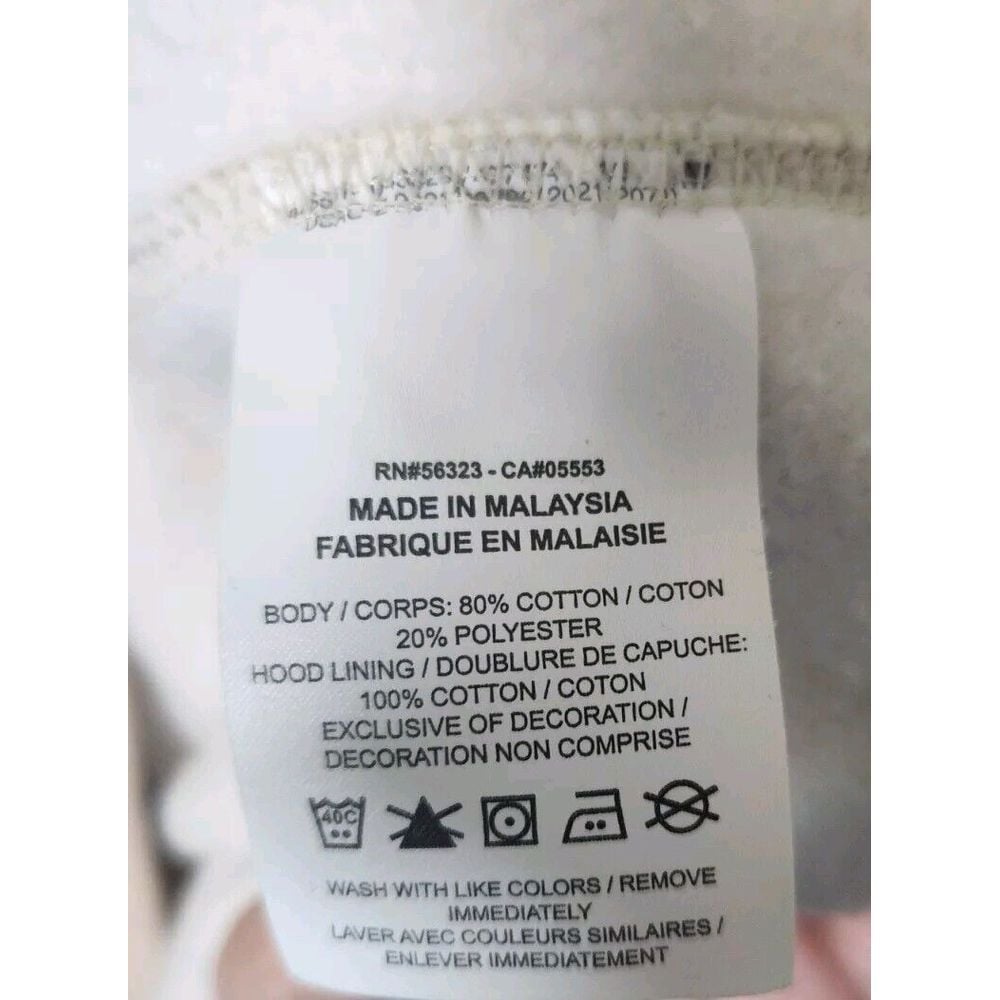 RN#56323 - CA#05553
MADE IN MALAYSIA
FABRIQUE EN MALAISIE
BODY / CORPS: 80% COTTON / COTON
20% POLYESTER
HOOD LINING / DOUBLURE DE CAPUCHE:
100% COTTON / COTON
EXCLUSIVE OF DECORATION /
DECORATION NON COMPRISE
40C
WASH WITH LIKE COLORS / REMOVE
IMMEDIATELY
LAVER AVEC COULEURS SIMILAIRES /
ENLEVER IMMEDIATEMENT